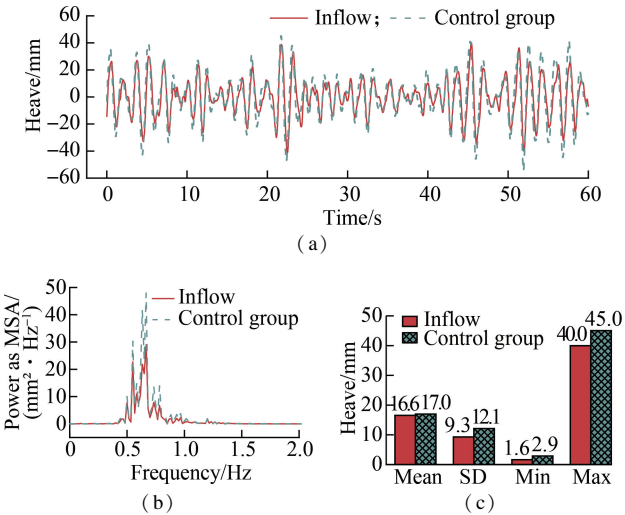 Inflow; Control group
Heave/mm
60
40
20
0
−20
−40
−60
0 10 20 30 40 50 60
Time/s
(a)
Power as MSA/
(mm²·Hz⁻¹)
50
40
30
20
10
0
Inflow
Control group
0 0.5 1.0 1.5 2.0
Frequency/Hz
(b)
Heave/mm
50
40
30
20
10
0
Inflow
Control group
16.6 17.0
9.3 12.1
1.6 2.9
40.0 45.0
Mean SD Min Max
(c)